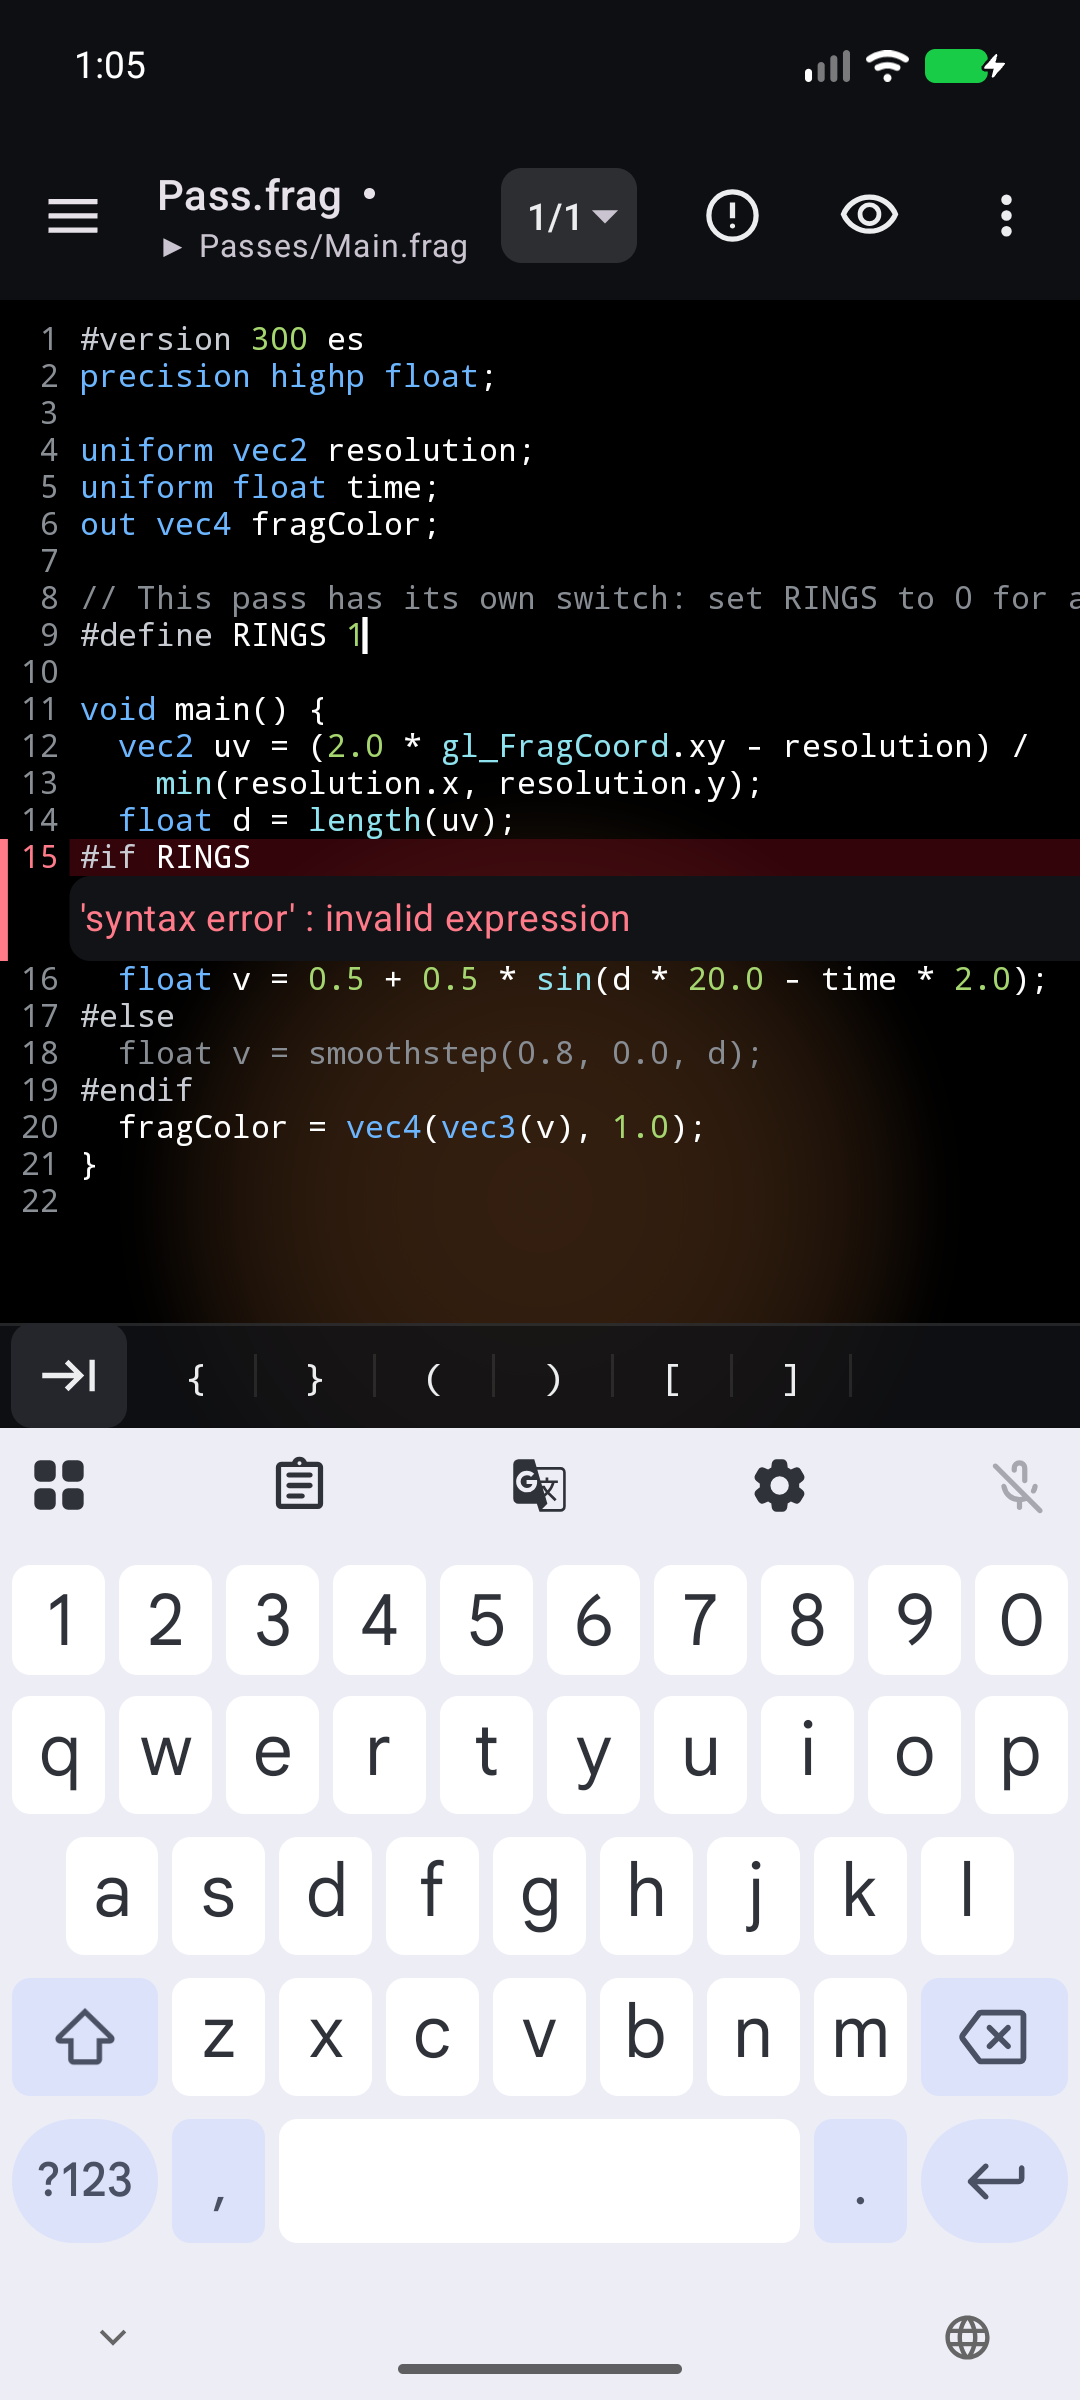 1:05
Pass.frag •
► Passes/Main.frag
1/1
1 #version 300 es
2 precision highp float;
3
4 uniform vec2 resolution;
5 uniform float time;
6 out vec4 fragColor;
7
8 // This pass has its own switch: set RINGS to 0 for a
9 #define RINGS 1
10
11 void main() {
12   vec2 uv = (2.0 * gl_FragCoord.xy - resolution) /
13     min(resolution.x, resolution.y);
14   float d = length(uv);
15 #if RINGS
'syntax error' : invalid expression
16   float v = 0.5 + 0.5 * sin(d * 20.0 - time * 2.0);
17 #else
18   float v = smoothstep(0.8, 0.0, d);
19 #endif
20   fragColor = vec4(vec3(v), 1.0);
21 }
22
{ } ( ) [ ]
1 2 3 4 5 6 7 8 9 0
q w e r t y u i o p
a s d f g h j k l
z x c v b n m
?123 , .